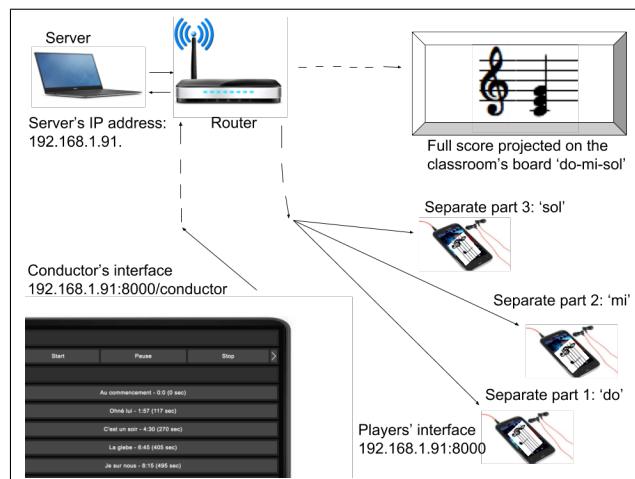 Server
Server's IP address:
192.168.1.91.
Router
Full score projected on the
classroom's board 'do-mi-sol'
Separate part 3: 'sol'
Separate part 2: 'mi'
Separate part 1: 'do'
Players' interface
192.168.1.91:8000
Conductor's interface
192.168.1.91:8000/conductor
Start Pause Stop >
Au commencement - 0:0 (0 sec)
Ohné lui - 1:57 (117 sec)
C'est un soir - 4:30 (270 sec)
La glebe - 6:45 (405 sec)
Je sur nous - 8:15 (495 sec)